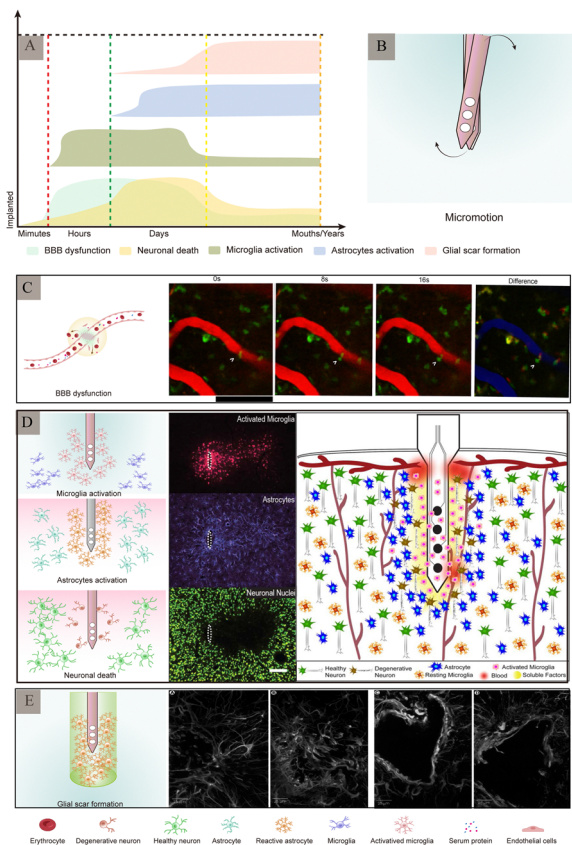 A
B
Implanted
Minutes Hours Days Mouths/Years
BBB dysfunction Neuronal death Microglia activation Astrocytes activation Glial scar formation
Micromotion
C
0s 8s 16s Difference
BBB dysfunction
D
Microglia activation
Astrocytes activation
Neuronal death
Activated Microglia
Astrocytes
Neuronal Nuclei
Healthy Neuron
Degenerative Neuron
Astrocyte
Resting Microglia
Activated Microglia
Blood
Soluble Factors
E
Glial scar formation
A B C D
Erythrocyte Degenerative neuron Healthy neuron Astrocyte Reactive astrocyte Microglia Activatived microglia Serum protein Endothelial cells